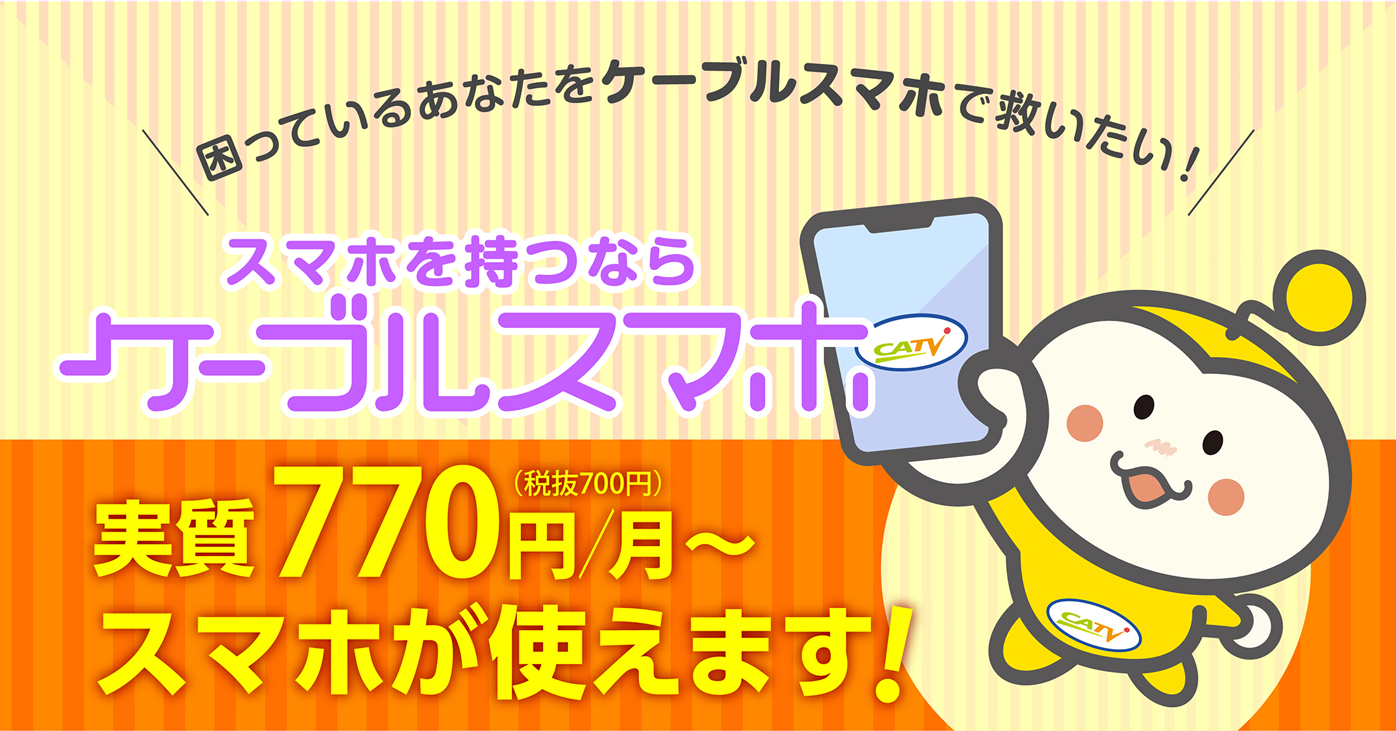 困っているあなたをケーブルスマホで救いたい!
スマホを持つなら
ケーブルスマホ
CATV
実質770円/月～
（税抜700円）
スマホが使えます!
CATV